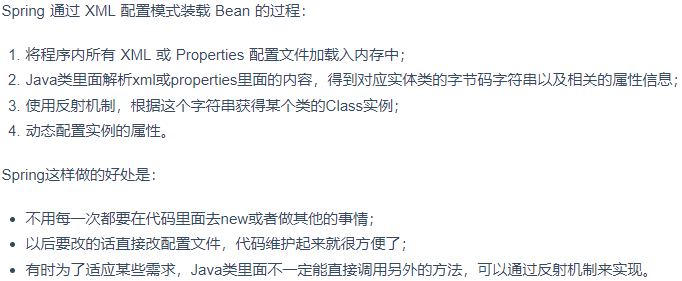 Spring 通过 XML 配置模式装载 Bean 的过程：
1. 将程序内所有 XML 或 Properties 配置文件加载入内存中；
2. Java类里面解析xml或properties里面的内容，得到对应实体类的字节码字符串以及相关的属性信息；
3. 使用反射机制，根据这个字符串获得某个类的Class实例；
4. 动态配置实例的属性。
Spring这样做的好处是：
• 不用每一次都要在代码里面去new或者做其他的事情；
• 以后要改的话直接改配置文件，代码维护起来就很方便了；
• 有时为了适应某些需求，Java类里面不一定能直接调用另外的方法，可以通过反射机制来实现。